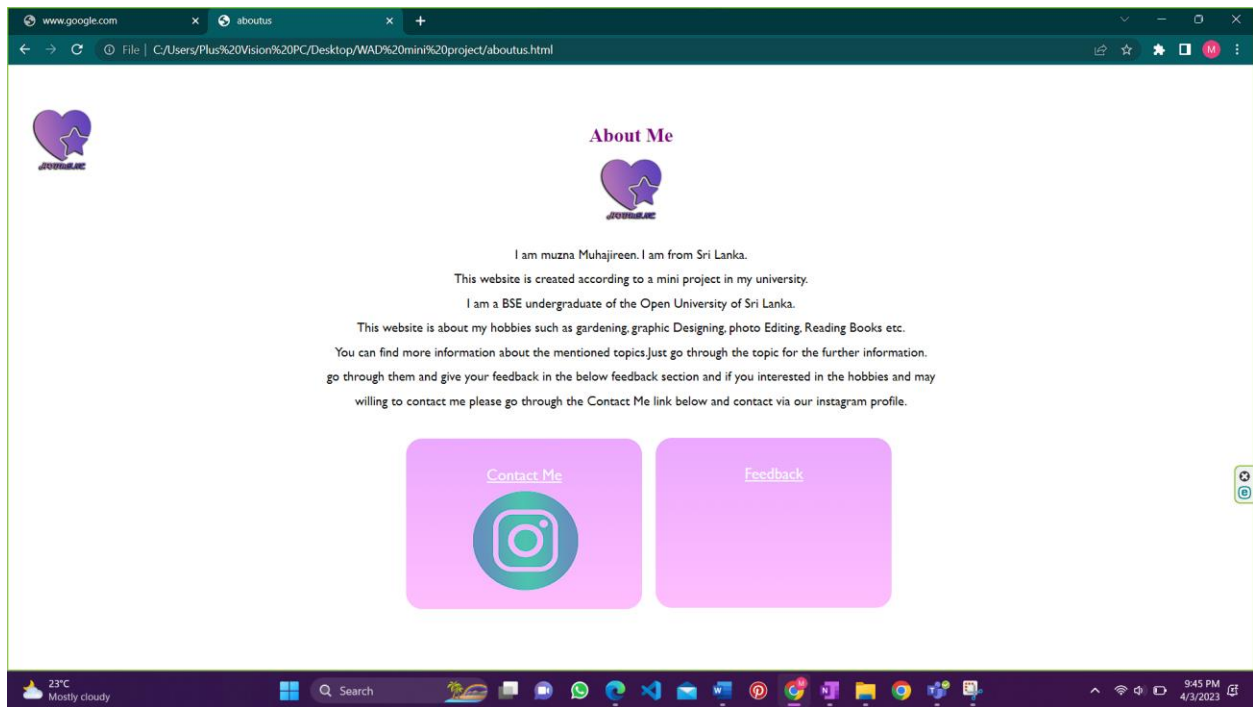 www.google.com
aboutus
File | C:/Users/Plus%20Vision%20PC/Desktop/WAD%20mini%20project/aboutus.html
M
About Me
I am muzna Muhajireen. I am from Sri Lanka.
This website is created according to a mini project in my university.
I am a BSE undergraduate of the Open University of Sri Lanka.
This website is about my hobbies such as gardening, graphic Designing, photo Editing, Reading Books etc.
You can find more information about the mentioned topics.Just go through the topic for the further information.
go through them and give your feedback in the below feedback section and if you interested in the hobbies and may
willing to contact me please go through the Contact Me link below and contact via our instagram profile.
Contact Me
Feedback
23°C
Mostly cloudy
Search
9:45 PM
4/3/2023